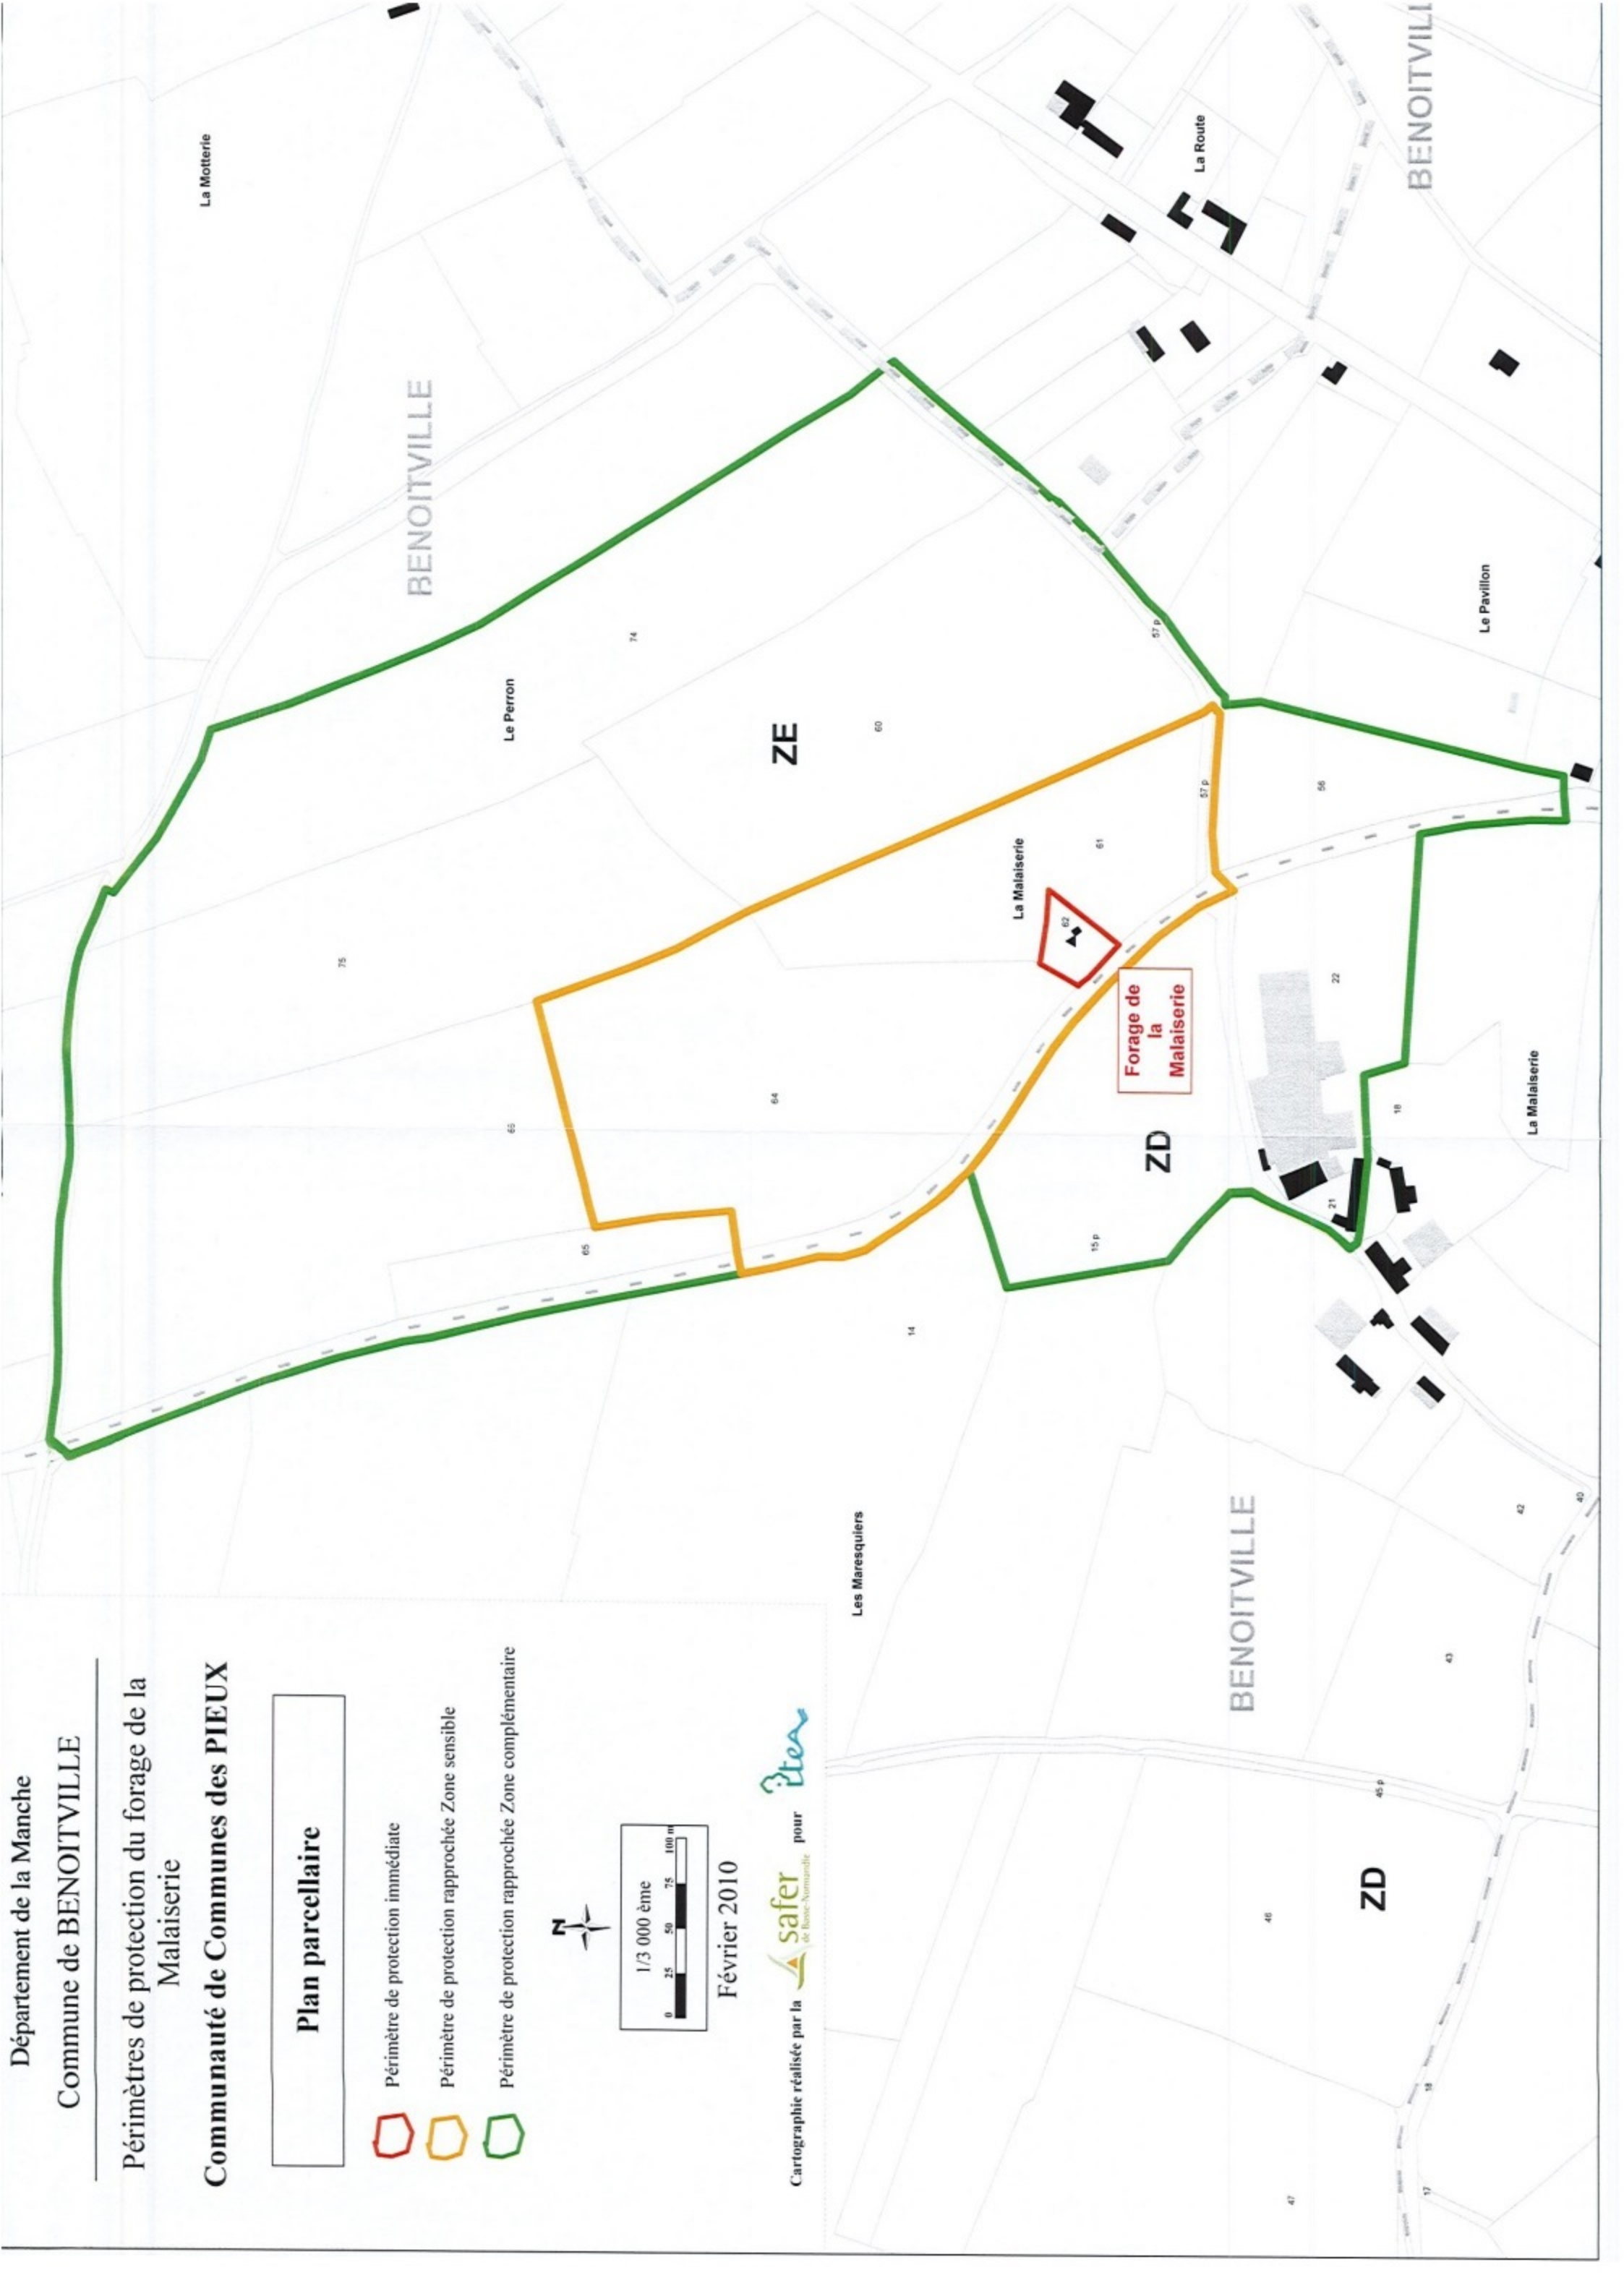 Département de la Manche
Commune de BENOITVILLE
Périmètres de protection du forage de la
Malaiserie
Communauté de Communes des PIEUX
Plan parcellaire
Périmètre de protection immédiate
Périmètre de protection rapprochée Zone sensible
Périmètre de protection rapprochée Zone complémentaire
N
1/3 000 ème
0 25 50 75 100 m
Février 2010
Cartographie réalisée par la safer de Basse-Normandie pour
La Motterie
BENOITVILLE
Le Perron
74
75
ZE
60
66
65
64
La Malaiserie
61
62
57 p
57 p
56
Forage de
la
Malaiserie
La Route
BENOITVILL
Le Pavillon
ZD
22
18
21
15 p
La Malaiserie
14
Les Maresquiers
BENOITVILLE
42
40
43
45 p
ZD
46
18
17
47